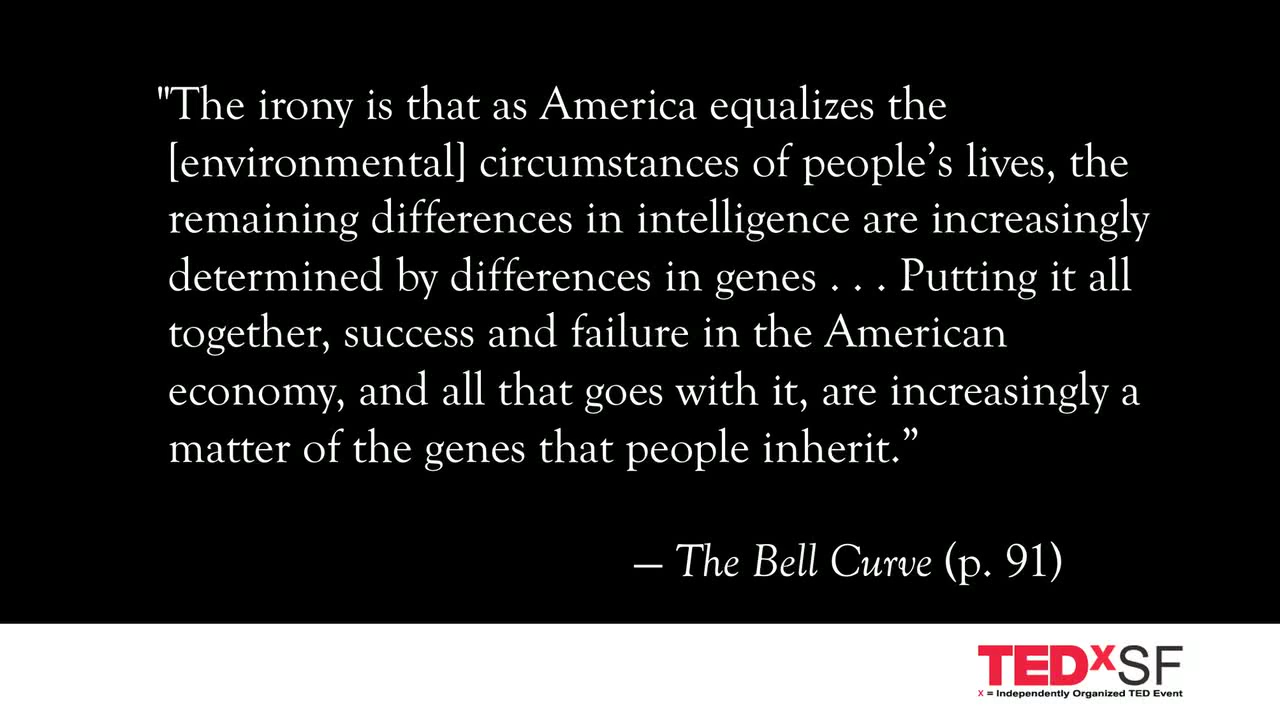 "The irony is that as America equalizes the
[environmental] circumstances of people’s lives, the
remaining differences in intelligence are increasingly
determined by differences in genes . . . Putting it all
together, success and failure in the American
economy, and all that goes with it, are increasingly a
matter of the genes that people inherit.”
— The Bell Curve (p. 91)
TEDxSF
X = Independently Organized TED Event